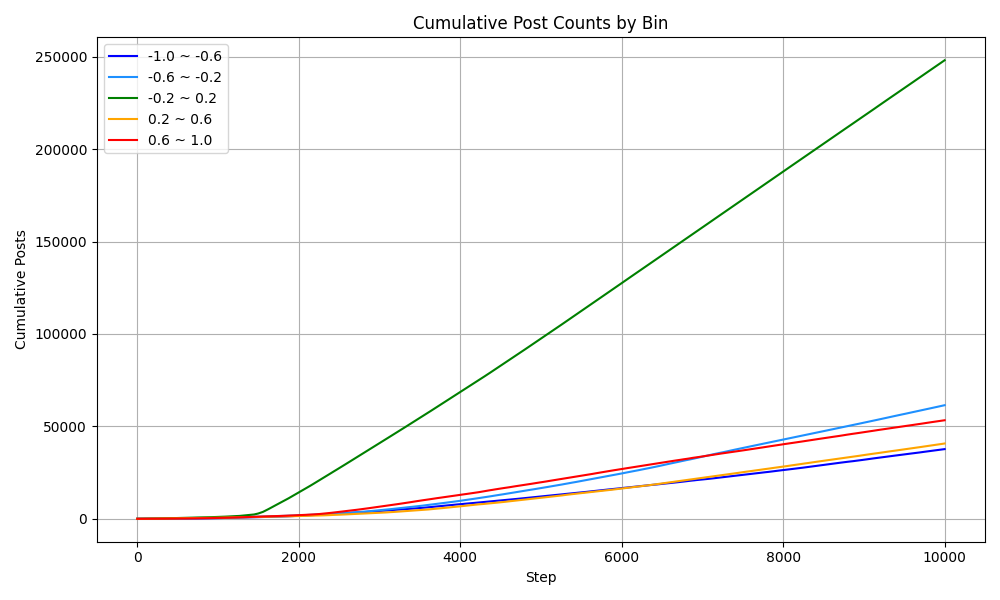 Cumulative Post Counts by Bin
-1.0 ~ -0.6
-0.6 ~ -0.2
-0.2 ~ 0.2
0.2 ~ 0.6
0.6 ~ 1.0
250000
200000
150000
100000
50000
0
Cumulative Posts
0 2000 4000 6000 8000 10000
Step